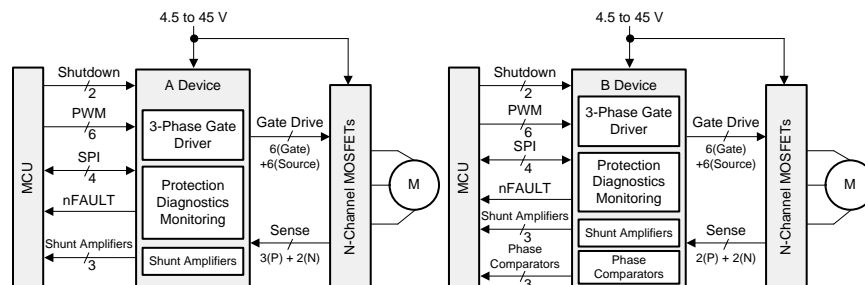 4.5 to 45 V
MCU
Shutdown
2
PWM
6
SPI
4
nFAULT
Shunt Amplifiers
3
A Device
3-Phase Gate
Driver
Protection
Diagnostics
Monitoring
Shunt Amplifiers
Gate Drive
6(Gate)
+6(Source)
Sense
3(P) + 2(N)
N-Channel MOSFETs
M
4.5 to 45 V
MCU
Shutdown
2
PWM
6
SPI
4
nFAULT
Shunt Amplifiers
3
Phase
Comparators
3
B Device
3-Phase Gate
Driver
Protection
Diagnostics
Monitoring
Shunt Amplifiers
Phase
Comparators
Gate Drive
6(Gate)
+6(Source)
Sense
2(P) + 2(N)
N-Channel MOSFETs
M